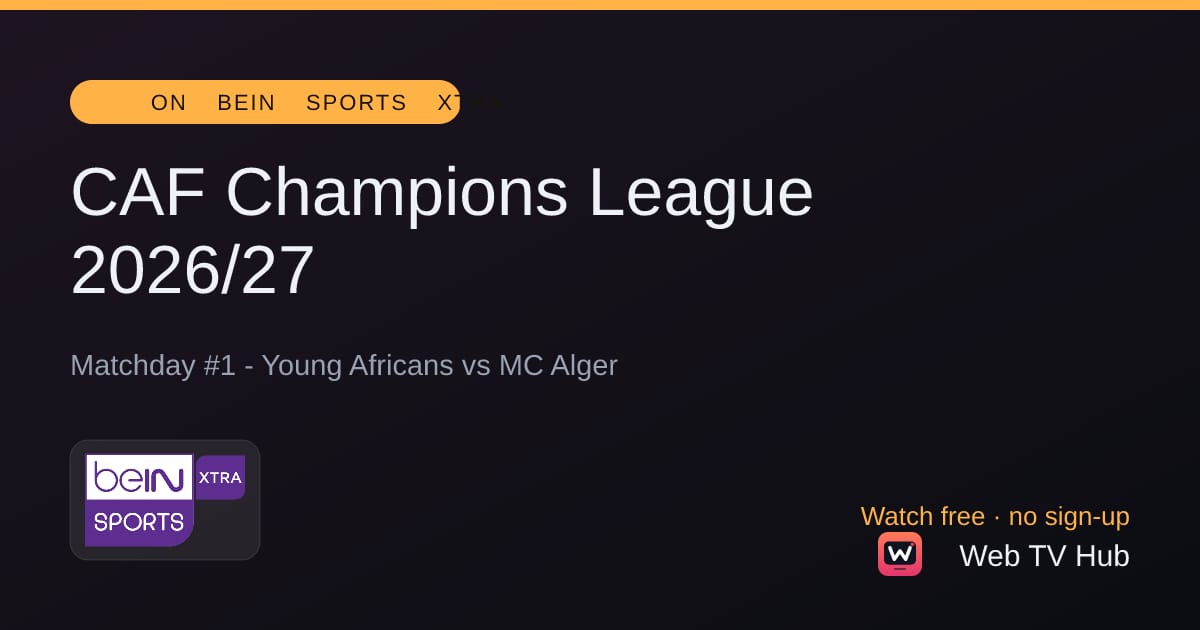 ON BEIN SPORTS XTRA
CAF Champions League
2026/27
Matchday #1 - Young Africans vs MC Alger
beIN
XTRA
SPORTS
Watch free · no sign-up
W
Web TV Hub